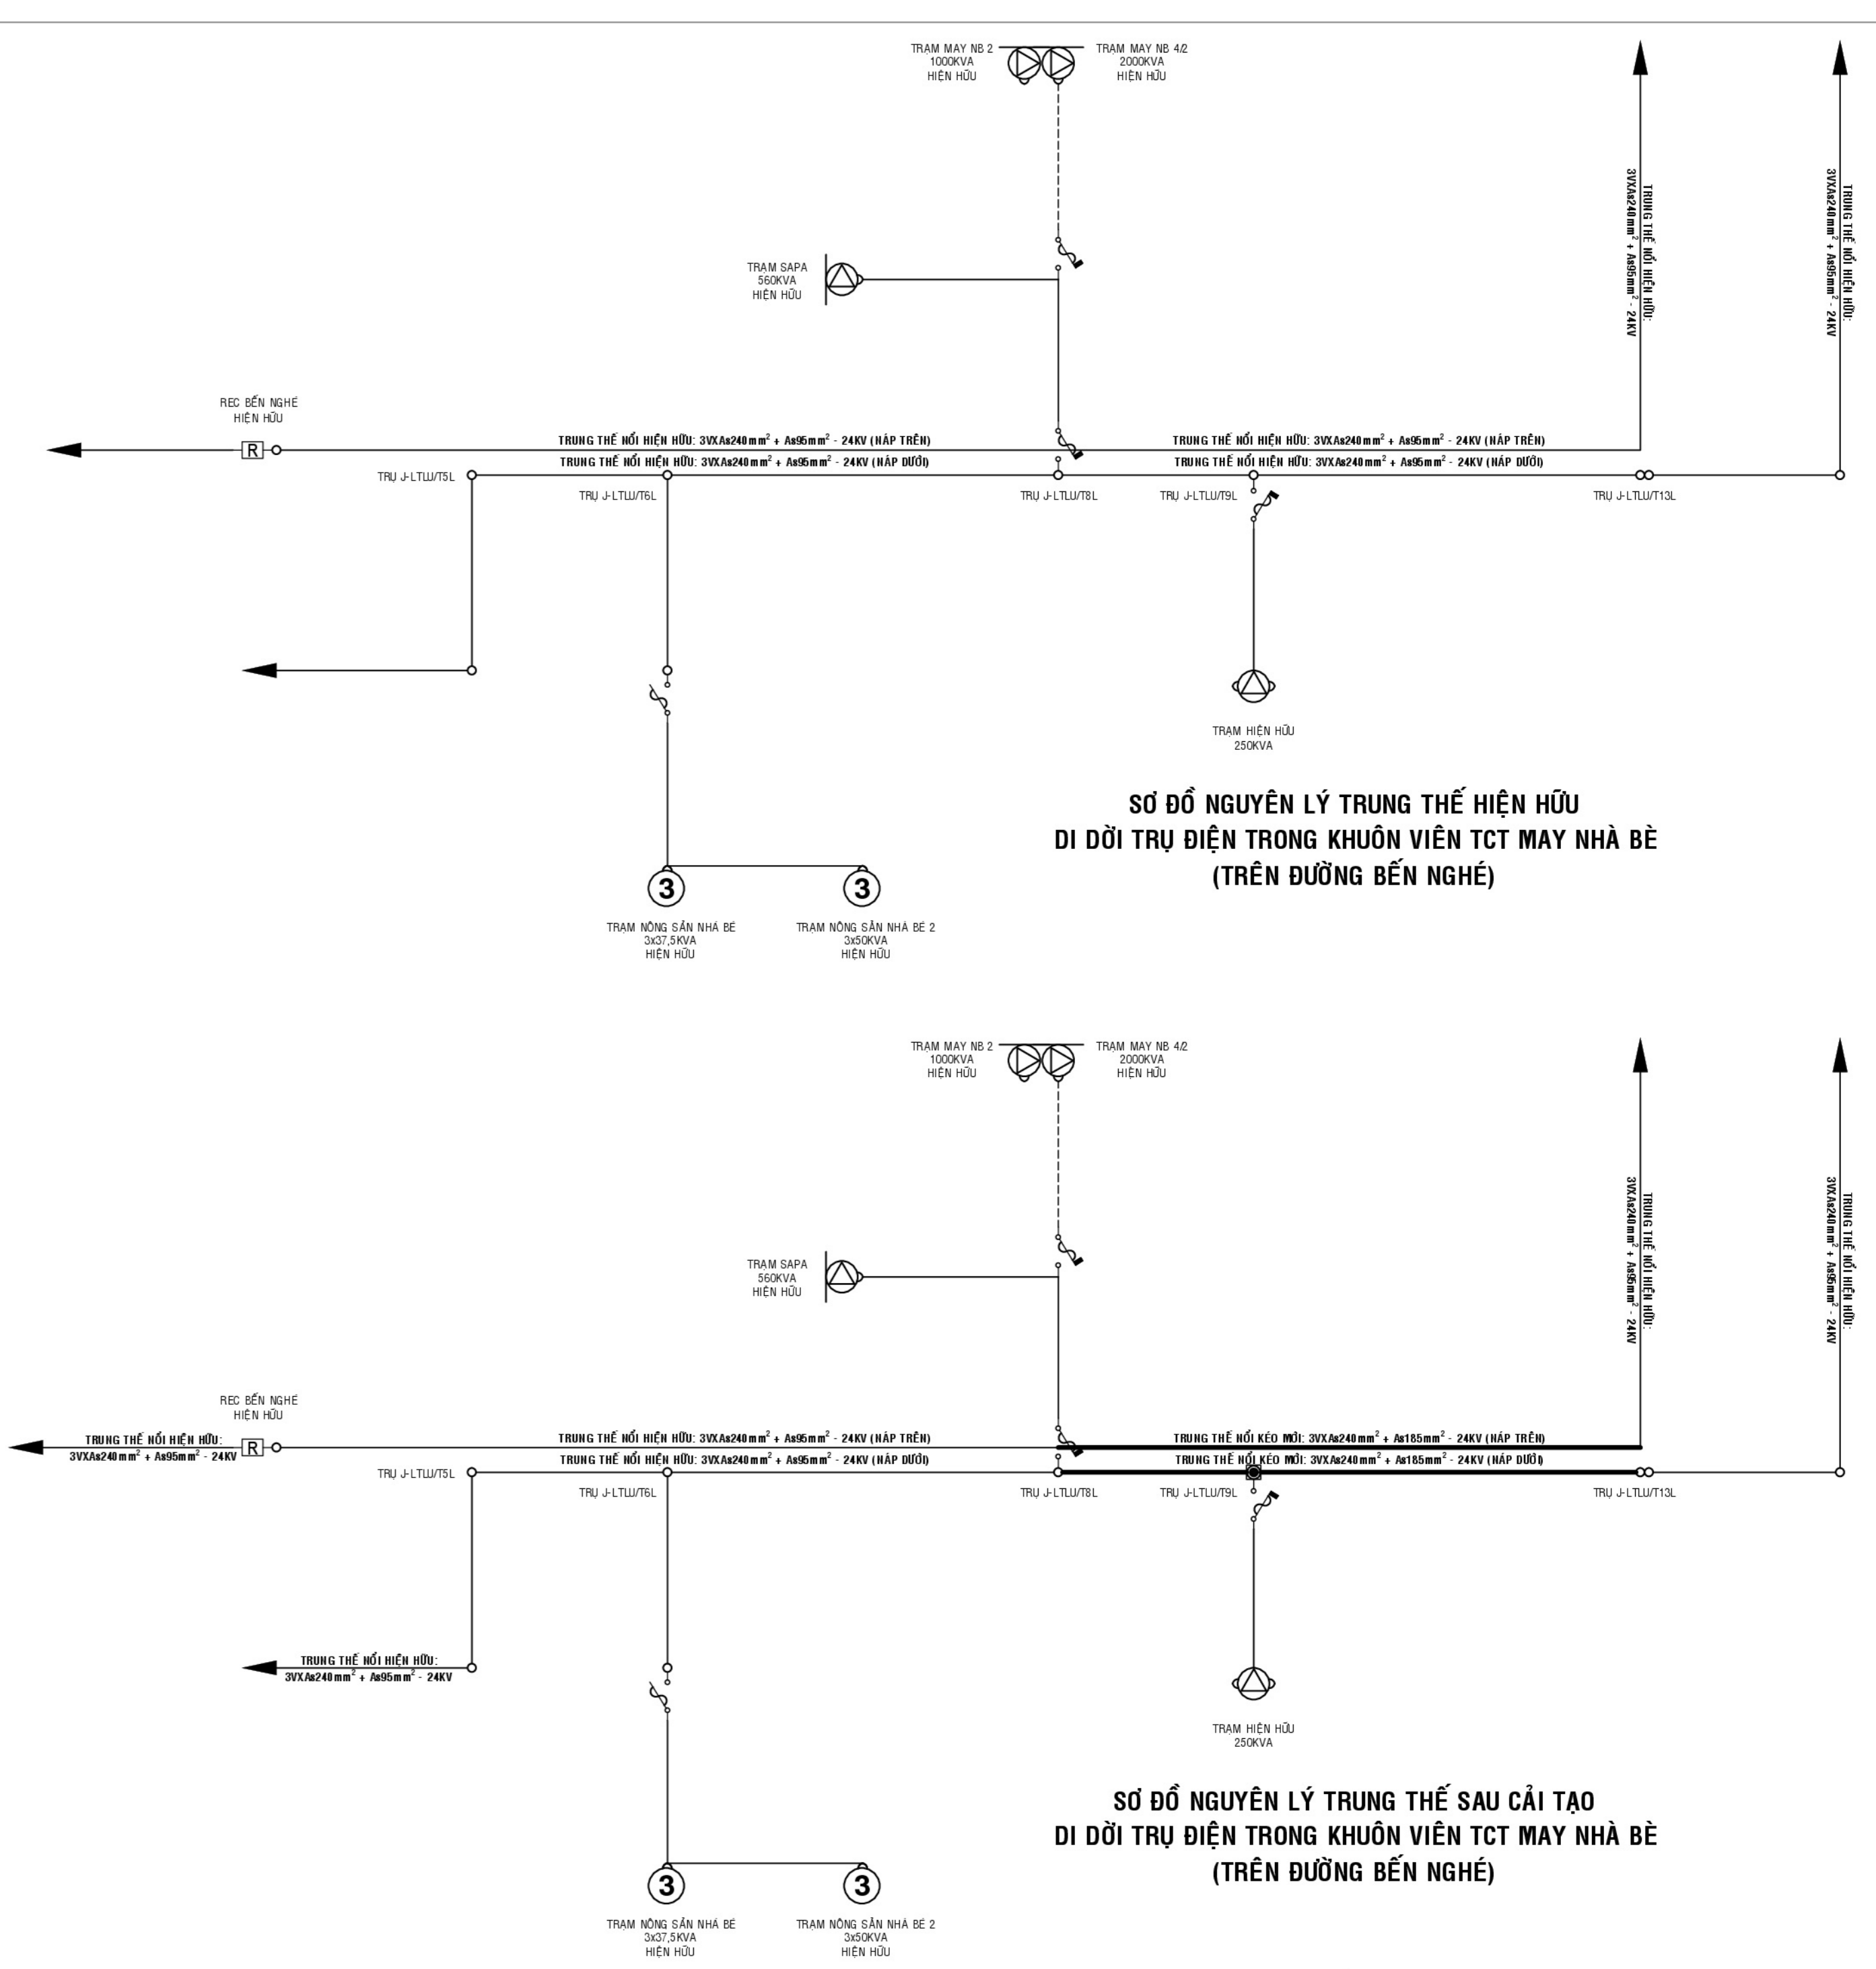 TRẠM MAY NB 2
1000KVA
HIỆN HỮU
TRẠM MAY NB 4/2
2000KVA
HIỆN HỮU
TRUNG THẾ NỔI HIỆN HỮU:
3VXAs240mm² + As95mm² - 24KV
TRUNG THẾ NỔI HIỆN HỮU:
3VXAs240mm² + As95mm² - 24KV
TRẠM SAPA
560KVA
HIỆN HỮU
REC BẾN NGHÉ
HIỆN HỮU
R
TRUNG THẾ NỔI HIỆN HỮU: 3VXAs240mm² + As95mm² - 24KV (NÁP TRÊN)
TRUNG THẾ NỔI HIỆN HỮU: 3VXAs240mm² + As95mm² - 24KV (NÁP TRÊN)
TRUNG THẾ NỔI HIỆN HỮU: 3VXAs240mm² + As95mm² - 24KV (NÁP DƯỚI)
TRUNG THẾ NỔI HIỆN HỮU: 3VXAs240mm² + As95mm² - 24KV (NÁP DƯỚI)
TRỤ J-LTLU/T5L
TRỤ J-LTLU/T6L
TRỤ J-LTLU/T8L
TRỤ J-LTLU/T9L
TRỤ J-LTLU/T13L
TRẠM HIỆN HỮU
250KVA
SƠ ĐỒ NGUYÊN LÝ TRUNG THẾ HIỆN HỮU
DI DỜI TRỤ ĐIỆN TRONG KHUÔN VIÊN TCT MAY NHÀ BÈ
(TRÊN ĐƯỜNG BẾN NGHÉ)
3
3
TRẠM NÔNG SẢN NHÀ BÈ
3x37,5KVA
HIỆN HỮU
TRẠM NÔNG SẢN NHÀ BÈ 2
3x50KVA
HIỆN HỮU
TRẠM MAY NB 2
1000KVA
HIỆN HỮU
TRẠM MAY NB 4/2
2000KVA
HIỆN HỮU
TRUNG THẾ NỔI HIỆN HỮU:
3VXAs240mm² + As95mm² - 24KV
TRUNG THẾ NỔI HIỆN HỮU:
3VXAs240mm² + As95mm² - 24KV
TRẠM SAPA
560KVA
HIỆN HỮU
REC BẾN NGHÉ
HIỆN HỮU
TRUNG THẾ NỔI HIỆN HỮU:
3VXAs240mm² + As95mm² - 24KV
R
TRUNG THẾ NỔI HIỆN HỮU: 3VXAs240mm² + As95mm² - 24KV (NÁP TRÊN)
TRUNG THẾ NỔI KÉO MỚI: 3VXAs240mm² + As185mm² - 24KV (NÁP TRÊN)
TRUNG THẾ NỔI HIỆN HỮU: 3VXAs240mm² + As95mm² - 24KV (NÁP DƯỚI)
TRUNG THẾ NỔI KÉO MỚI: 3VXAs240mm² + As185mm² - 24KV (NÁP DƯỚI)
TRỤ J-LTLU/T5L
TRỤ J-LTLU/T6L
TRỤ J-LTLU/T8L
TRỤ J-LTLU/T9L
TRỤ J-LTLU/T13L
TRUNG THẾ NỔI HIỆN HỮU:
3VXAs240mm² + As95mm² - 24KV
TRẠM HIỆN HỮU
250KVA
SƠ ĐỒ NGUYÊN LÝ TRUNG THẾ SAU CẢI TẠO
DI DỜI TRỤ ĐIỆN TRONG KHUÔN VIÊN TCT MAY NHÀ BÈ
(TRÊN ĐƯỜNG BẾN NGHÉ)
3
3
TRẠM NÔNG SẢN NHÀ BÈ
3x37,5KVA
HIỆN HỮU
TRẠM NÔNG SẢN NHÀ BÈ 2
3x50KVA
HIỆN HỮU